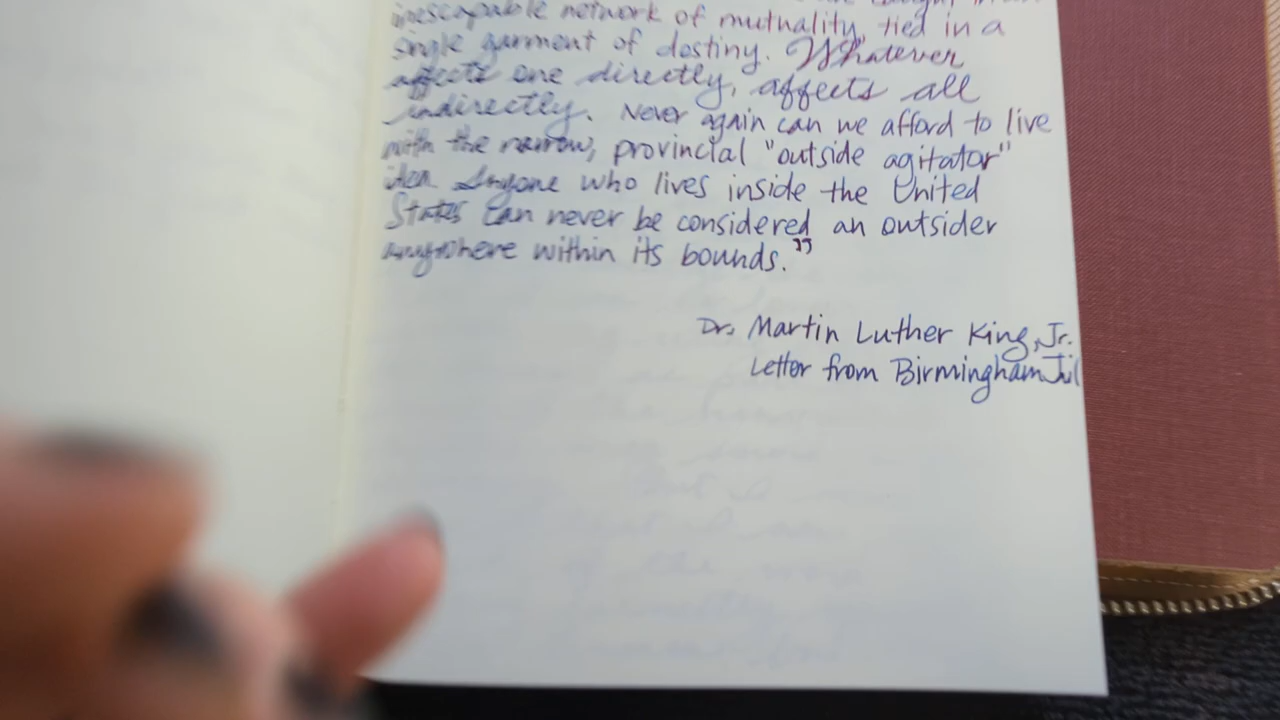 inescapable network of mutuality, tied in a
single garment of destiny. Whatever
affects one directly, affects all
indirectly. Never again can we afford to live
with the narrow, provincial "outside agitator"
idea. Anyone who lives inside the United
States can never be considered an outsider
anywhere within its bounds."
Dr. Martin Luther King, Jr.
Letter from Birmingham Jail